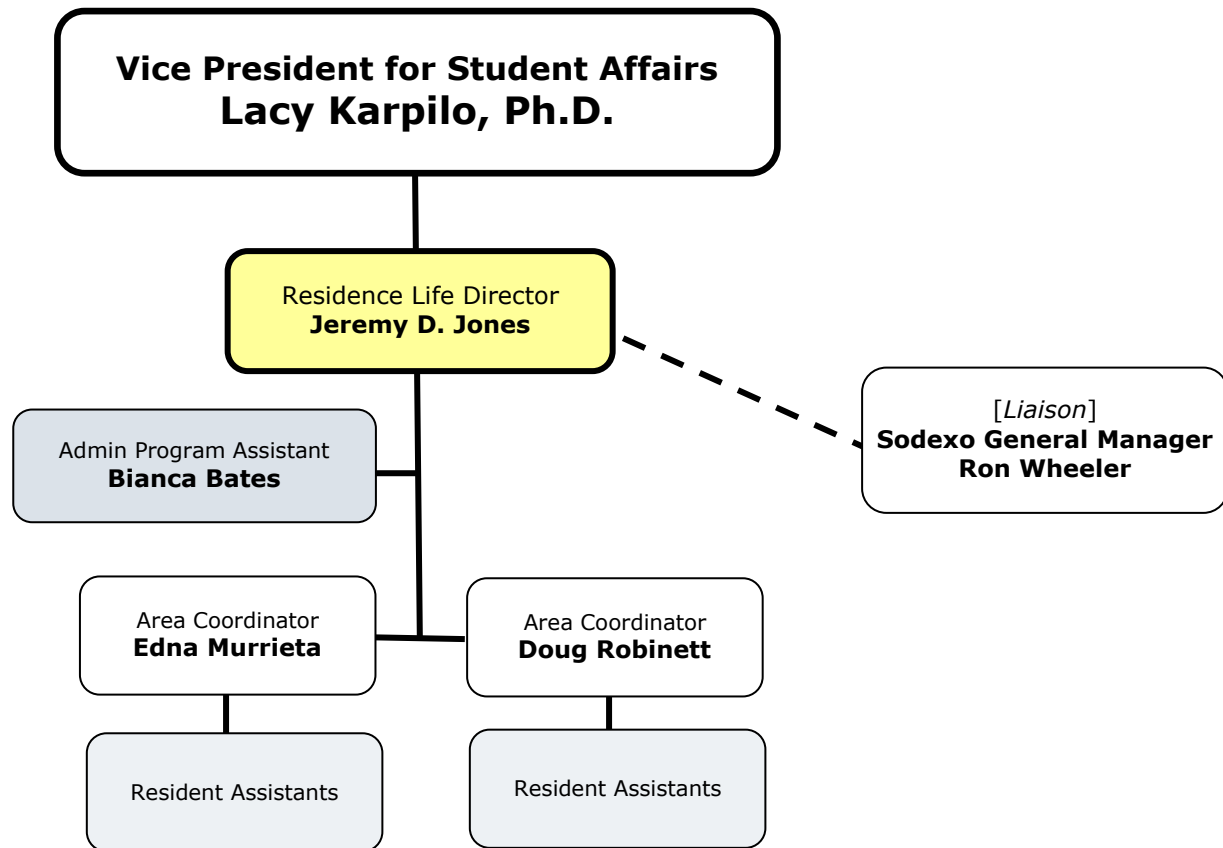 Vice President for Student Affairs
Lacy Karpilo, Ph.D.
Residence Life Director
Jeremy D. Jones
[Liaison]
Sodexo General Manager
Ron Wheeler
Admin Program Assistant
Bianca Bates
Area Coordinator
Edna Murrieta
Area Coordinator
Doug Robinett
Resident Assistants
Resident Assistants